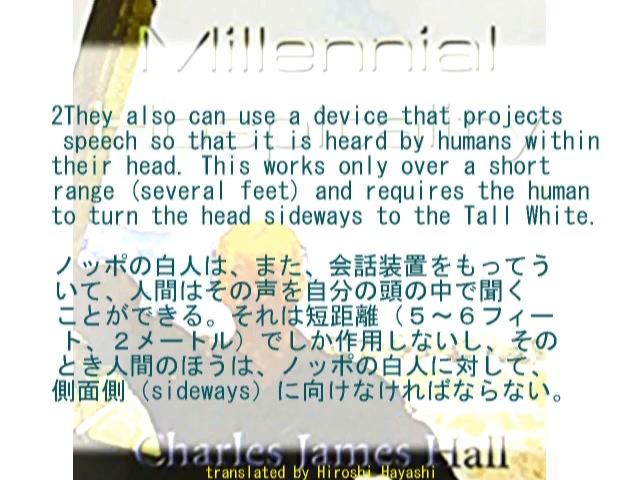 Millennial
Hospitality
2They also can use a device that projects
speech so that it is heard by humans within
their head. This works only over a short
range (several feet) and requires the human
to turn the head sideways to the Tall White.
ノッポの白人は、また、会話装置をもってう
いて、人間はその声を自分の頭の中で聞く
ことができる。それは短距離（５～６フィー
ト、２メートル）でしか作用しないし、その
とき人間のほうは、ノッポの白人に対して、
側面側（sideways）に向けなければならない。
Charles James Hall
translated by Hiroshi Hayashi